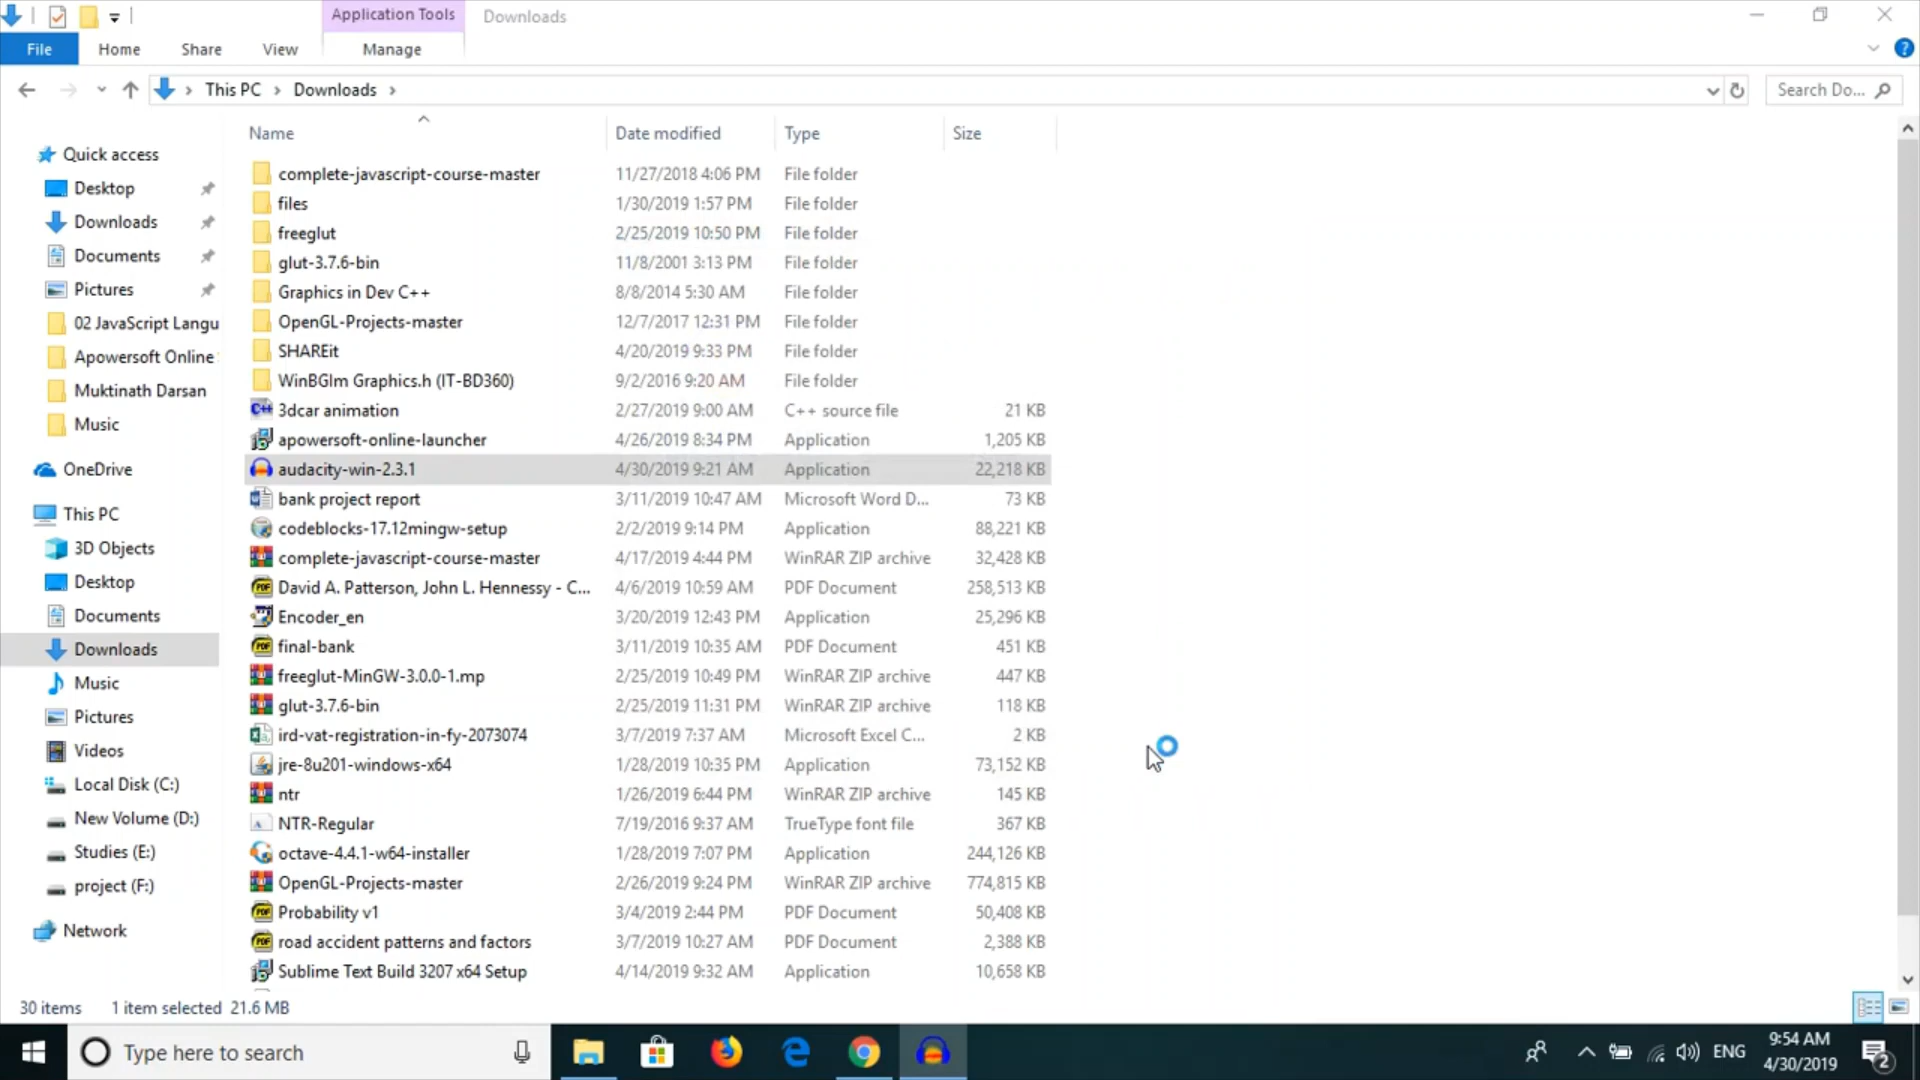 Application Tools
Downloads
File
Home
Share
View
Manage
?
This PC
Downloads
Search Do...
Name
Date modified
Type
Size
Quick access
Desktop
Downloads
Documents
Pictures
02 JavaScript Langu
Apowersoft Online
Muktinath Darsan
Music
OneDrive
This PC
3D Objects
Desktop
Documents
Downloads
Music
Pictures
Videos
Local Disk (C:)
New Volume (D:)
Studies (E:)
project (F:)
Network
complete-javascript-course-master 11/27/2018 4:06 PM File folder
files 1/30/2019 1:57 PM File folder
freeglut 2/25/2019 10:50 PM File folder
glut-3.7.6-bin 11/8/2001 3:13 PM File folder
Graphics in Dev C++ 8/8/2014 5:30 AM File folder
OpenGL-Projects-master 12/7/2017 12:31 PM File folder
SHAREit 4/20/2019 9:33 PM File folder
WinBGIm Graphics.h (IT-BD360) 9/2/2016 9:20 AM File folder
3dcar animation 2/27/2019 9:00 AM C++ source file 21 KB
apowersoft-online-launcher 4/26/2019 8:34 PM Application 1,205 KB
audacity-win-2.3.1 4/30/2019 9:21 AM Application 22,218 KB
bank project report 3/11/2019 10:47 AM Microsoft Word D... 73 KB
codeblocks-17.12mingw-setup 2/2/2019 9:14 PM Application 88,221 KB
complete-javascript-course-master 4/17/2019 4:44 PM WinRAR ZIP archive 32,428 KB
David A. Patterson, John L. Hennessy - C... 4/6/2019 10:59 AM PDF Document 258,513 KB
Encoder_en 3/20/2019 12:43 PM Application 25,296 KB
final-bank 3/11/2019 10:35 AM PDF Document 451 KB
freeglut-MinGW-3.0.0-1.mp 2/25/2019 10:49 PM WinRAR ZIP archive 447 KB
glut-3.7.6-bin 2/25/2019 11:31 PM WinRAR ZIP archive 118 KB
ird-vat-registration-in-fy-2073074 3/7/2019 7:37 AM Microsoft Excel C... 2 KB
jre-8u201-windows-x64 1/28/2019 10:35 PM Application 73,152 KB
ntr 1/26/2019 6:44 PM WinRAR ZIP archive 145 KB
NTR-Regular 7/19/2016 9:37 AM TrueType font file 367 KB
octave-4.4.1-w64-installer 1/28/2019 7:07 PM Application 244,126 KB
OpenGL-Projects-master 2/26/2019 9:24 PM WinRAR ZIP archive 774,815 KB
Probability v1 3/4/2019 2:44 PM PDF Document 50,408 KB
road accident patterns and factors 3/7/2019 10:27 AM PDF Document 2,388 KB
Sublime Text Build 3207 x64 Setup 4/14/2019 9:32 AM Application 10,658 KB
30 items 1 item selected 21.6 MB
Type here to search
ENG
9:54 AM
4/30/2019
2